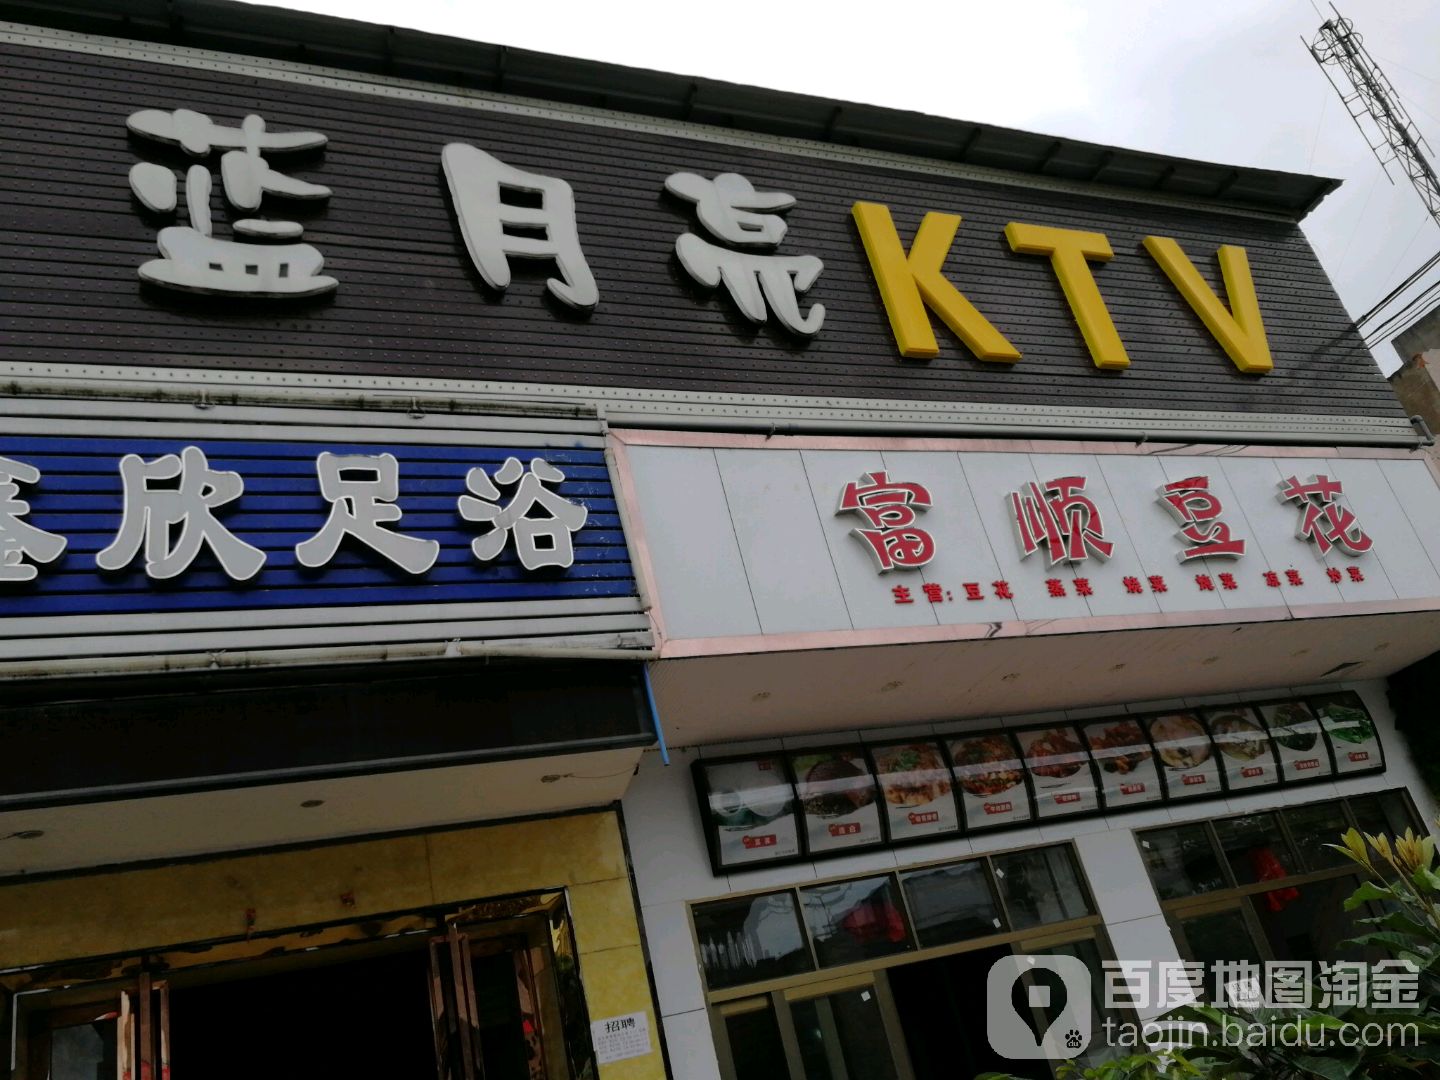 蓝月亮KTV
鑫欣足浴
富顺豆花
主营:豆花 蒸菜 烧菜 炖菜 凉菜 炒菜
招聘
百度地图淘金
taojin.baidu.com